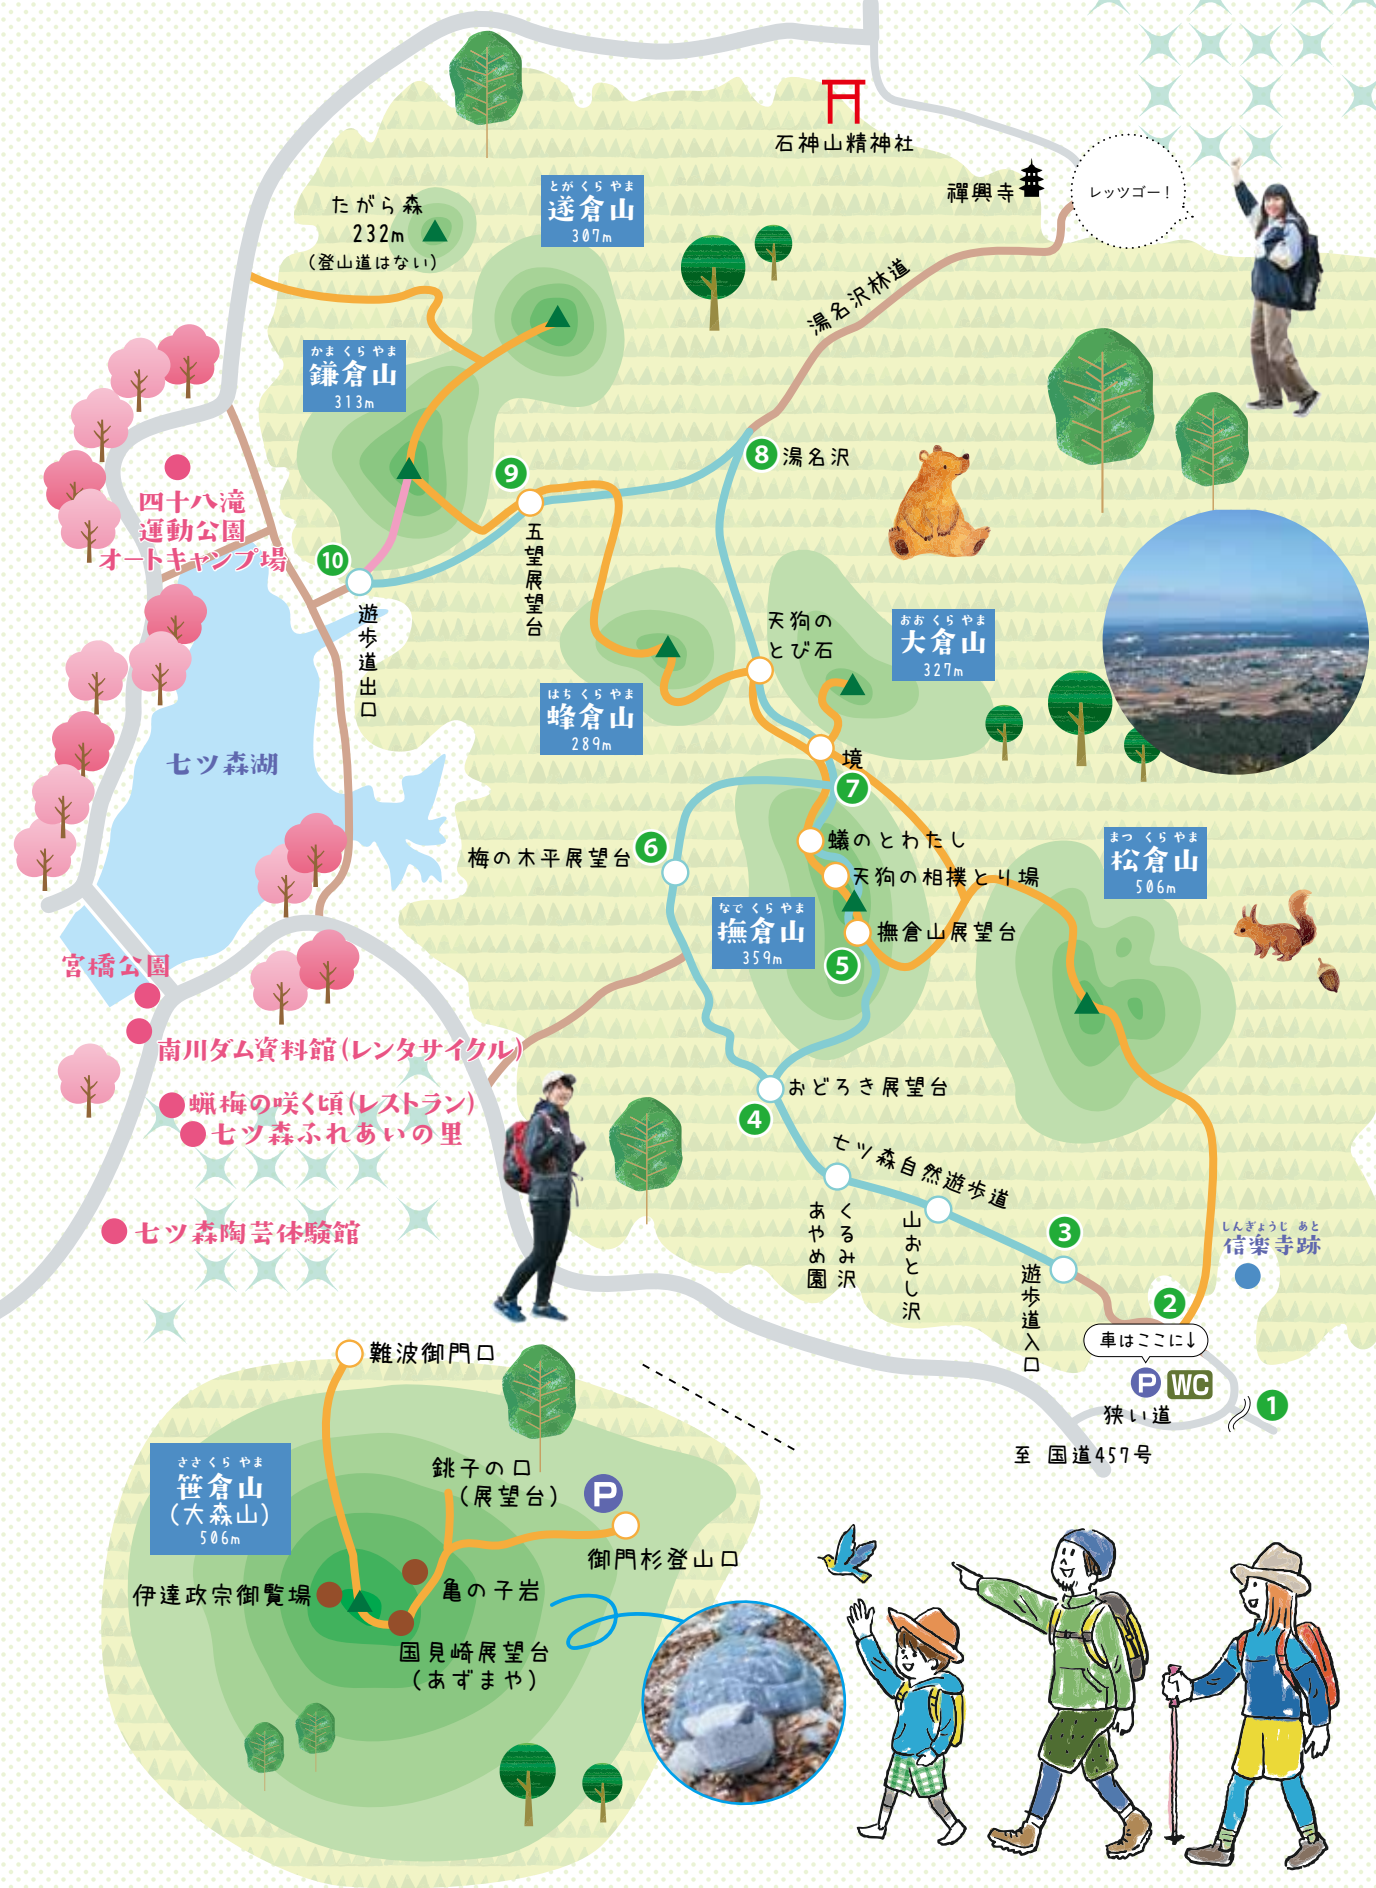 石神山精神社
禪興寺
レッツゴー！
たがら森
232m
(登山道はない)
とがくらやま
遂倉山
307m
湯名沢林道
かまくらやま
鎌倉山
313m
8 湯名沢
9
五望展望台
四十八滝
運動公園
オートキャンプ場
10
遊歩道出口
天狗の
とび石
おおくらやま
大倉山
327m
はちくらやま
蜂倉山
289m
七ツ森湖
境
7
蟻のとわたし
6
梅の木平展望台
天狗の相撲とり場
まつくらやま
松倉山
506m
なでくらやま
撫倉山
359m
撫倉山展望台
5
宮橋公園
南川ダム資料館(レンタサイクル)
蝋梅の咲く頃(レストラン)
七ツ森ふれあいの里
おどろき展望台
4
七ツ森自然遊歩道
くるみ沢
あやめ園
山おとし沢
七ツ森陶芸体験館
3
遊歩道入口
しんぎょうじあと
信楽寺跡
2
車はここに↓
P WC
狭い道
1
至 国道457号
難波御門口
ささくらやま
笹倉山
(大森山)
506m
銚子の口
(展望台)
P
御門杉登山口
伊達政宗御覧場
亀の子岩
国見崎展望台
(あずまや)